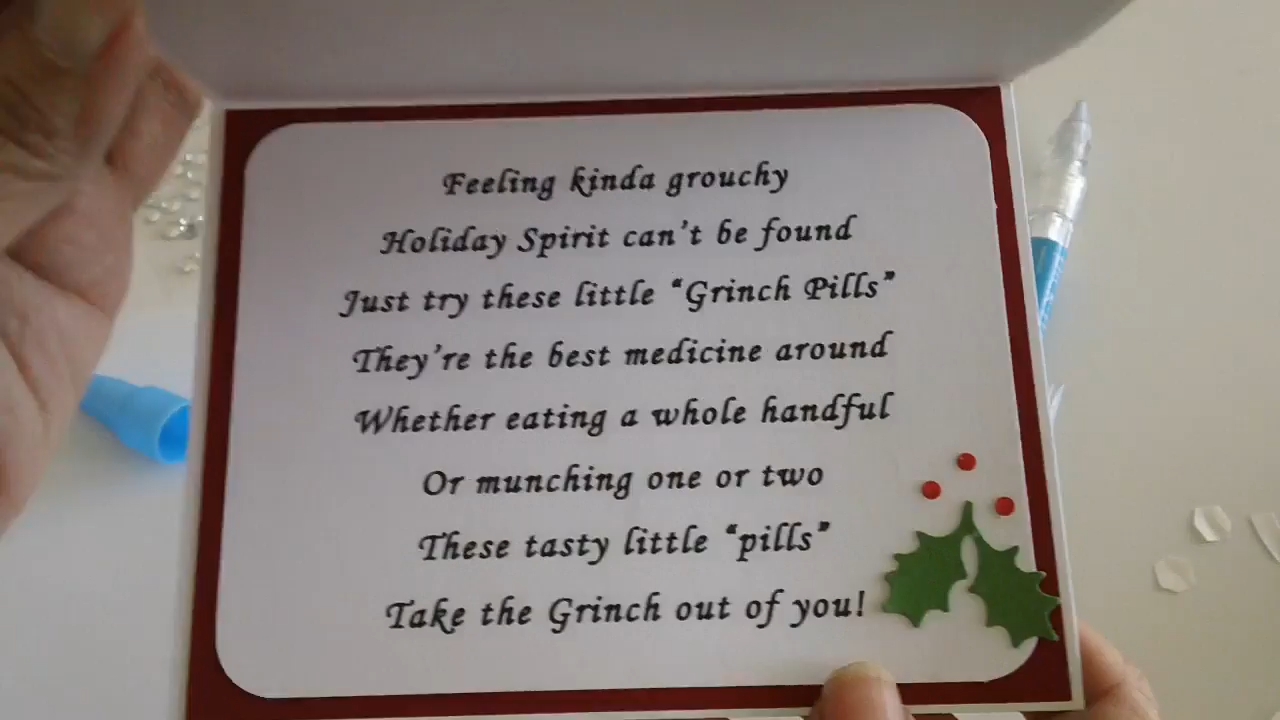 Feeling kinda grouchy
Holiday Spirit can't be found
Just try these little “Grinch Pills”
They're the best medicine around
Whether eating a whole handful
Or munching one or two
These tasty little “pills”
Take the Grinch out of you!